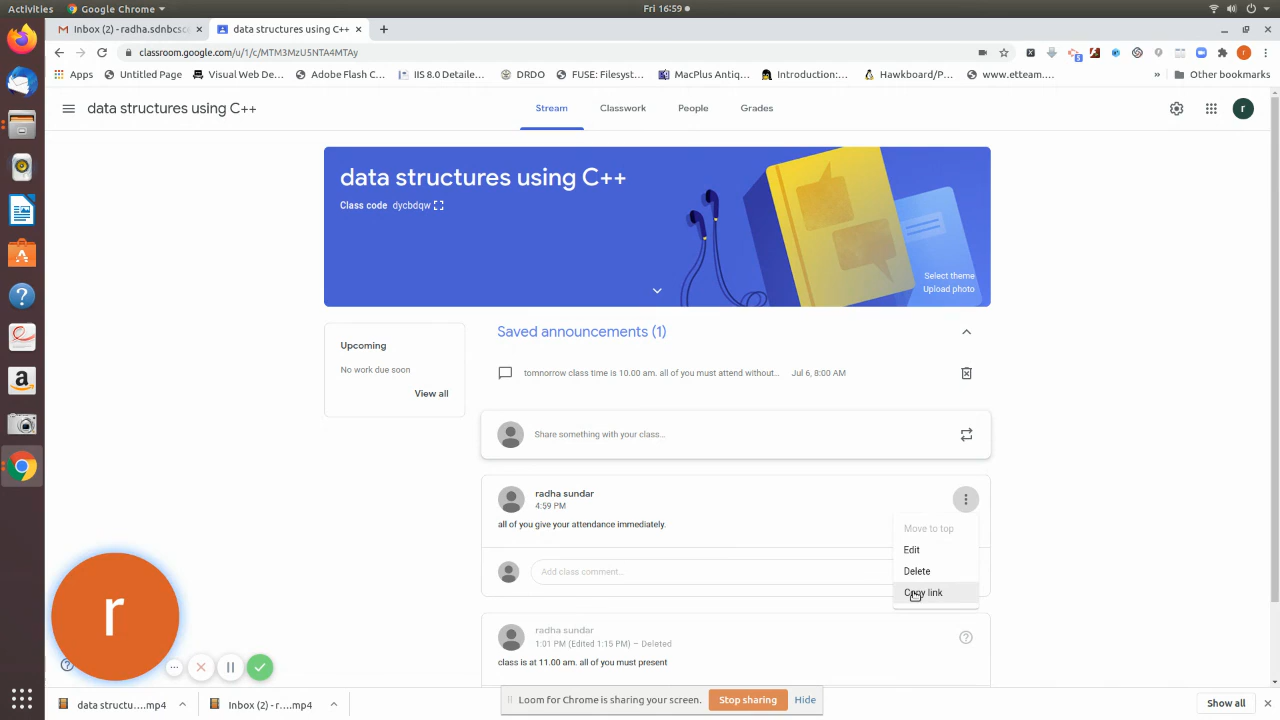 Activities
Google Chrome
Fri 16:59
Inbox (2) - radha.sdnbcsc
data structures using C++
classroom.google.com/u/1/c/MTM3MzU5NTA4MTAy
Apps
Untitled Page
Visual Web De...
Adobe Flash C...
IIS 8.0 Detaile...
DRDO
FUSE: Filesyst...
MacPlus Antiq...
Introduction:...
Hawkboard/P...
www.etteam....
»
Other bookmarks
data structures using C++
Stream
Classwork
People
Grades
r
data structures using C++
Class code dycbdqw
Select theme
Upload photo
Upcoming
No work due soon
View all
Saved announcements (1)
tomnorrow class time is 10.00 am. all of you must attend without...
Jul 6, 8:00 AM
Share something with your class...
radha sundar
4:59 PM
all of you give your attendance immediately.
Move to top
Edit
Delete
Copy link
Add class comment...
radha sundar
1:01 PM (Edited 1:15 PM) – Deleted
class is at 11.00 am. all of you must present
r
Loom for Chrome is sharing your screen.
Stop sharing
Hide
data structu....mp4
Inbox (2) - r....mp4
Show all